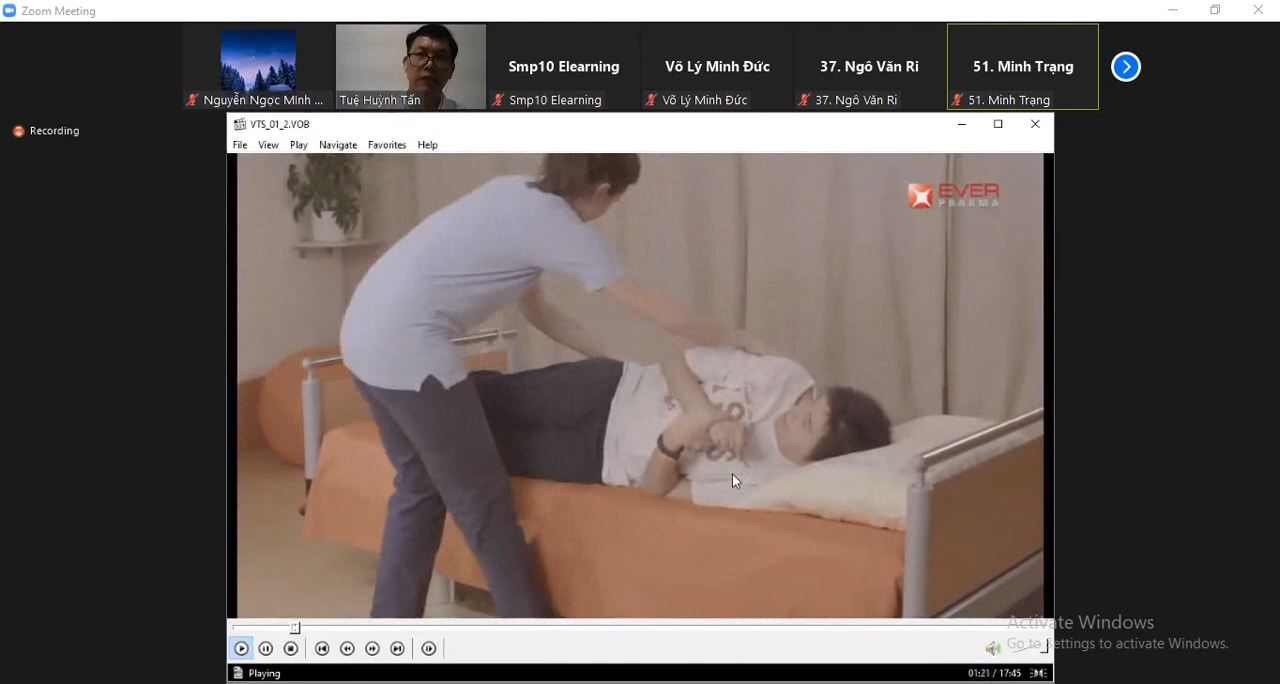 Zoom Meeting
Smp10 Elearning
Võ Lý Minh Đức
37. Ngô Văn Ri
51. Minh Trạng
Nguyễn Ngọc Minh ...
Tuệ Huỳnh Tấn
Smp10 Elearning
Võ Lý Minh Đức
37. Ngô Văn Ri
51. Minh Trạng
Recording
VTS_01_2.VOB
File View Play Navigate Favorites Help
EVER
PHARMA
Activate Windows
Go to Settings to activate Windows.
Playing
01:21 / 17:45